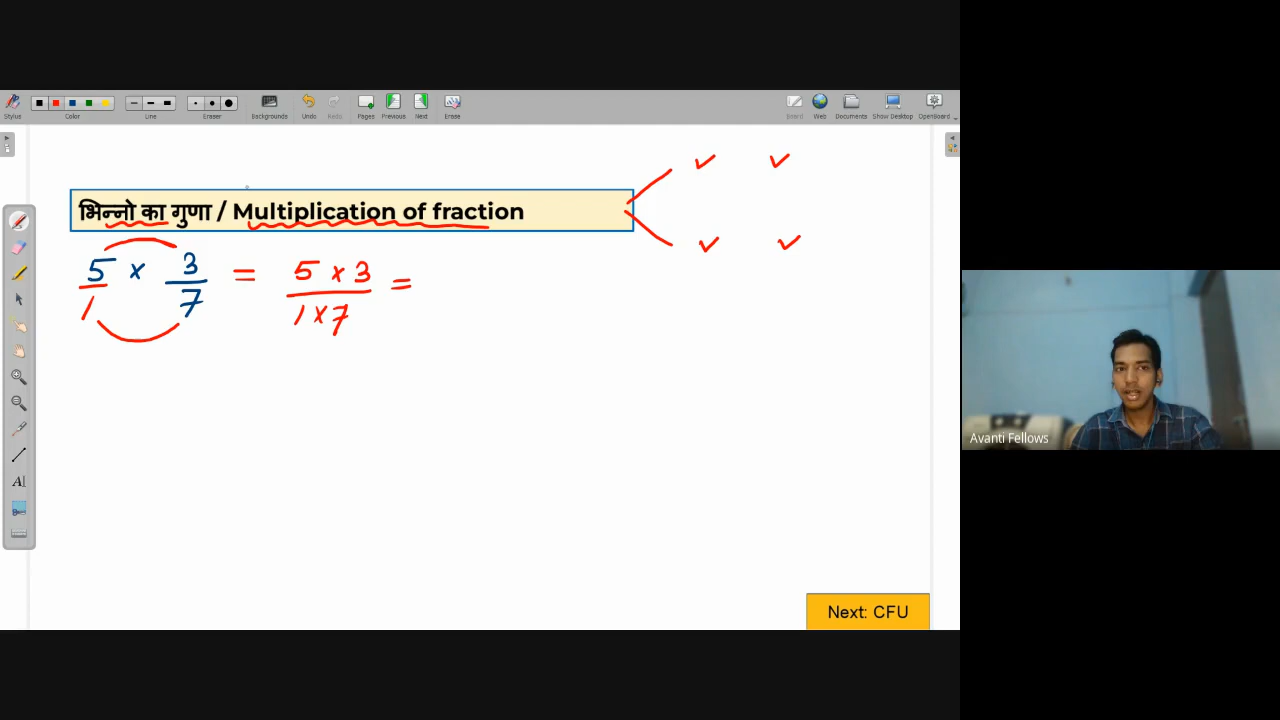 Stylus Color Line Eraser Backgrounds Undo Redo Pages Previous Next Erase Board Web Documents Show Desktop OpenBoard
भिन्नो का गुणा / Multiplication of fraction
5/1 × 3/7 = 5 × 3 / 1 × 7 =
Avanti Fellows
Next: CFU